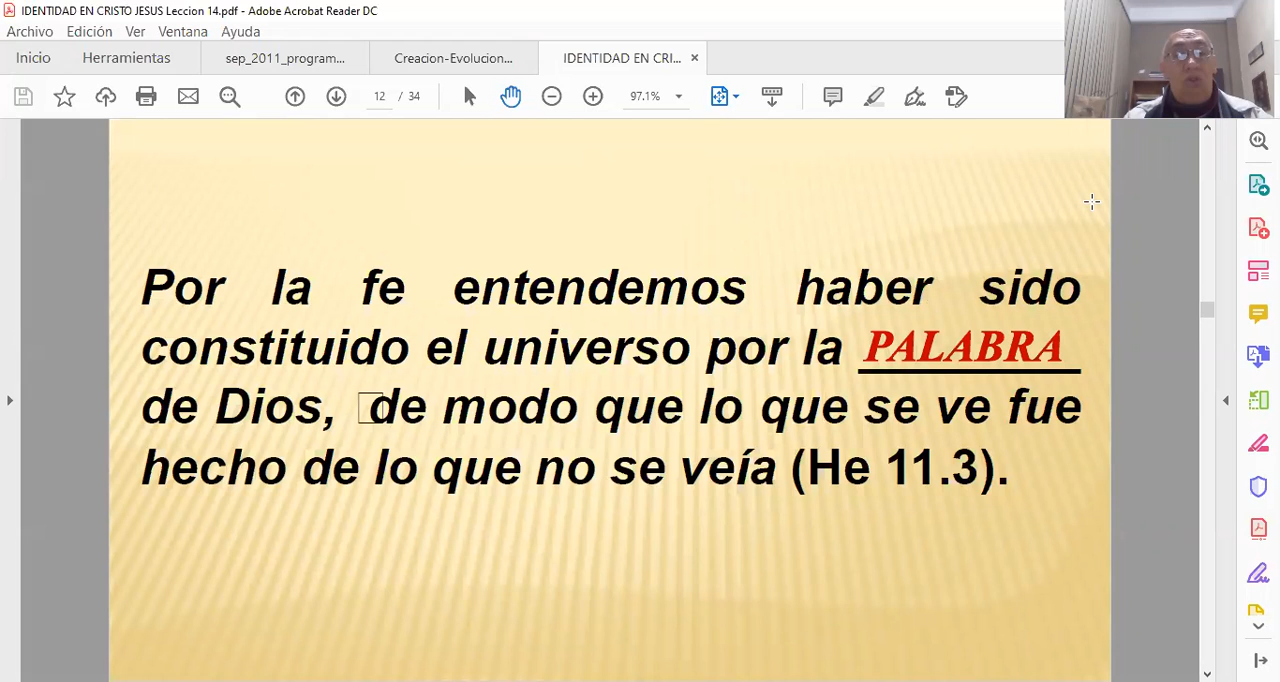 IDENTIDAD EN CRISTO JESUS Leccion 14.pdf - Adobe Acrobat Reader DC
Archivo Edición Ver Ventana Ayuda
Inicio Herramientas sep_2011_program... Creacion-Evolucion... IDENTIDAD EN CRI... ×
12 / 34 97.1%
Por la fe entendemos haber sido
constituido el universo por la PALABRA
de Dios, de modo que lo que se ve fue
hecho de lo que no se veía (He 11.3).